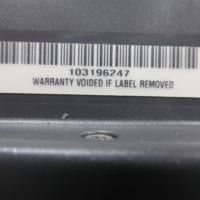 103196247
WARRANTY VOIDED IF LABEL REMOVED